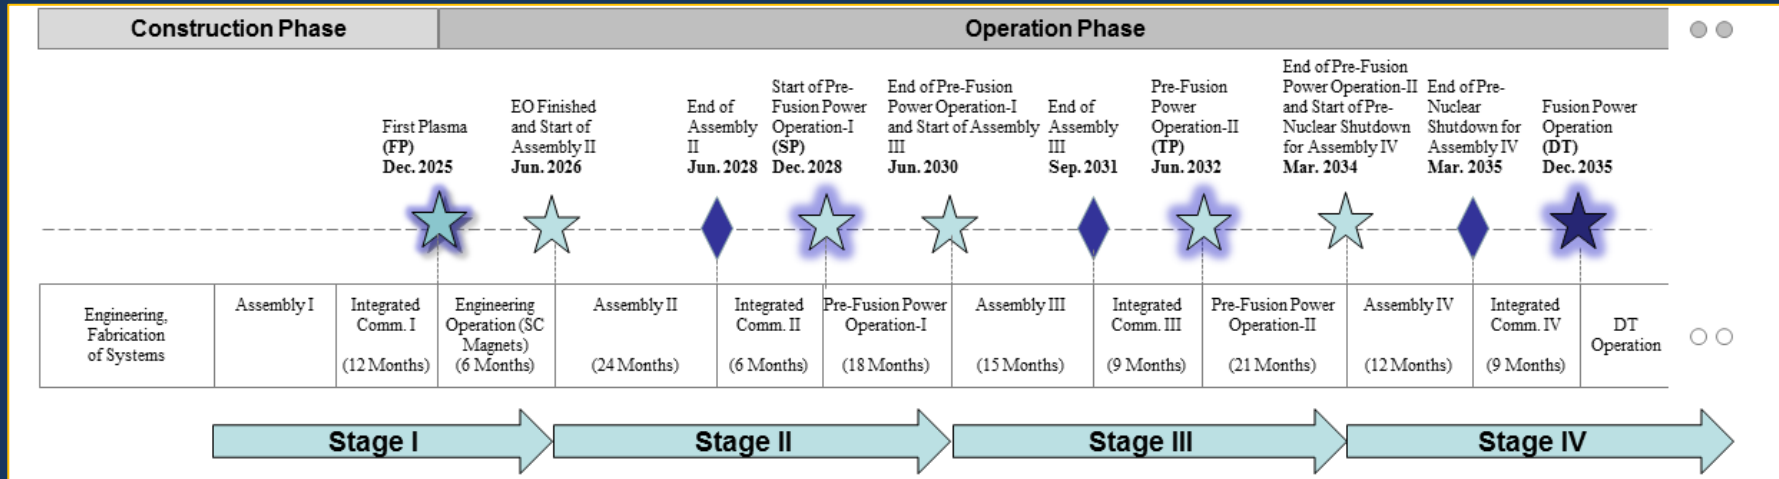 Construction Phase
Operation Phase
First Plasma
(FP)
Dec. 2025
EO Finished
and Start of
Assembly II
Jun. 2026
End of
Assembly
II
Jun. 2028
Start of Pre-
Fusion Power
Operation-I
(SP)
Dec. 2028
End of Pre-Fusion
Power Operation-I
and Start of Assembly
III
Jun. 2030
End of
Assembly
III
Sep. 2031
Pre-Fusion
Power
Operation-II
(TP)
Jun. 2032
End of Pre-Fusion
Power Operation-II
and Start of Pre-
Nuclear Shutdown
for Assembly IV
Mar. 2034
End of Pre-
Nuclear
Shutdown for
Assembly IV
Mar. 2035
Fusion Power
Operation
(DT)
Dec. 2035
Engineering,
Fabrication
of Systems
Assembly I
Integrated
Comm. I
(12 Months)
Engineering
Operation (SC
Magnets)
(6 Months)
Assembly II
(24 Months)
Integrated
Comm. II
(6 Months)
Pre-Fusion Power
Operation-I
(18 Months)
Assembly III
(15 Months)
Integrated
Comm. III
(9 Months)
Pre-Fusion Power
Operation-II
(21 Months)
Assembly IV
(12 Months)
Integrated
Comm. IV
(9 Months)
DT
Operation
Stage I
Stage II
Stage III
Stage IV